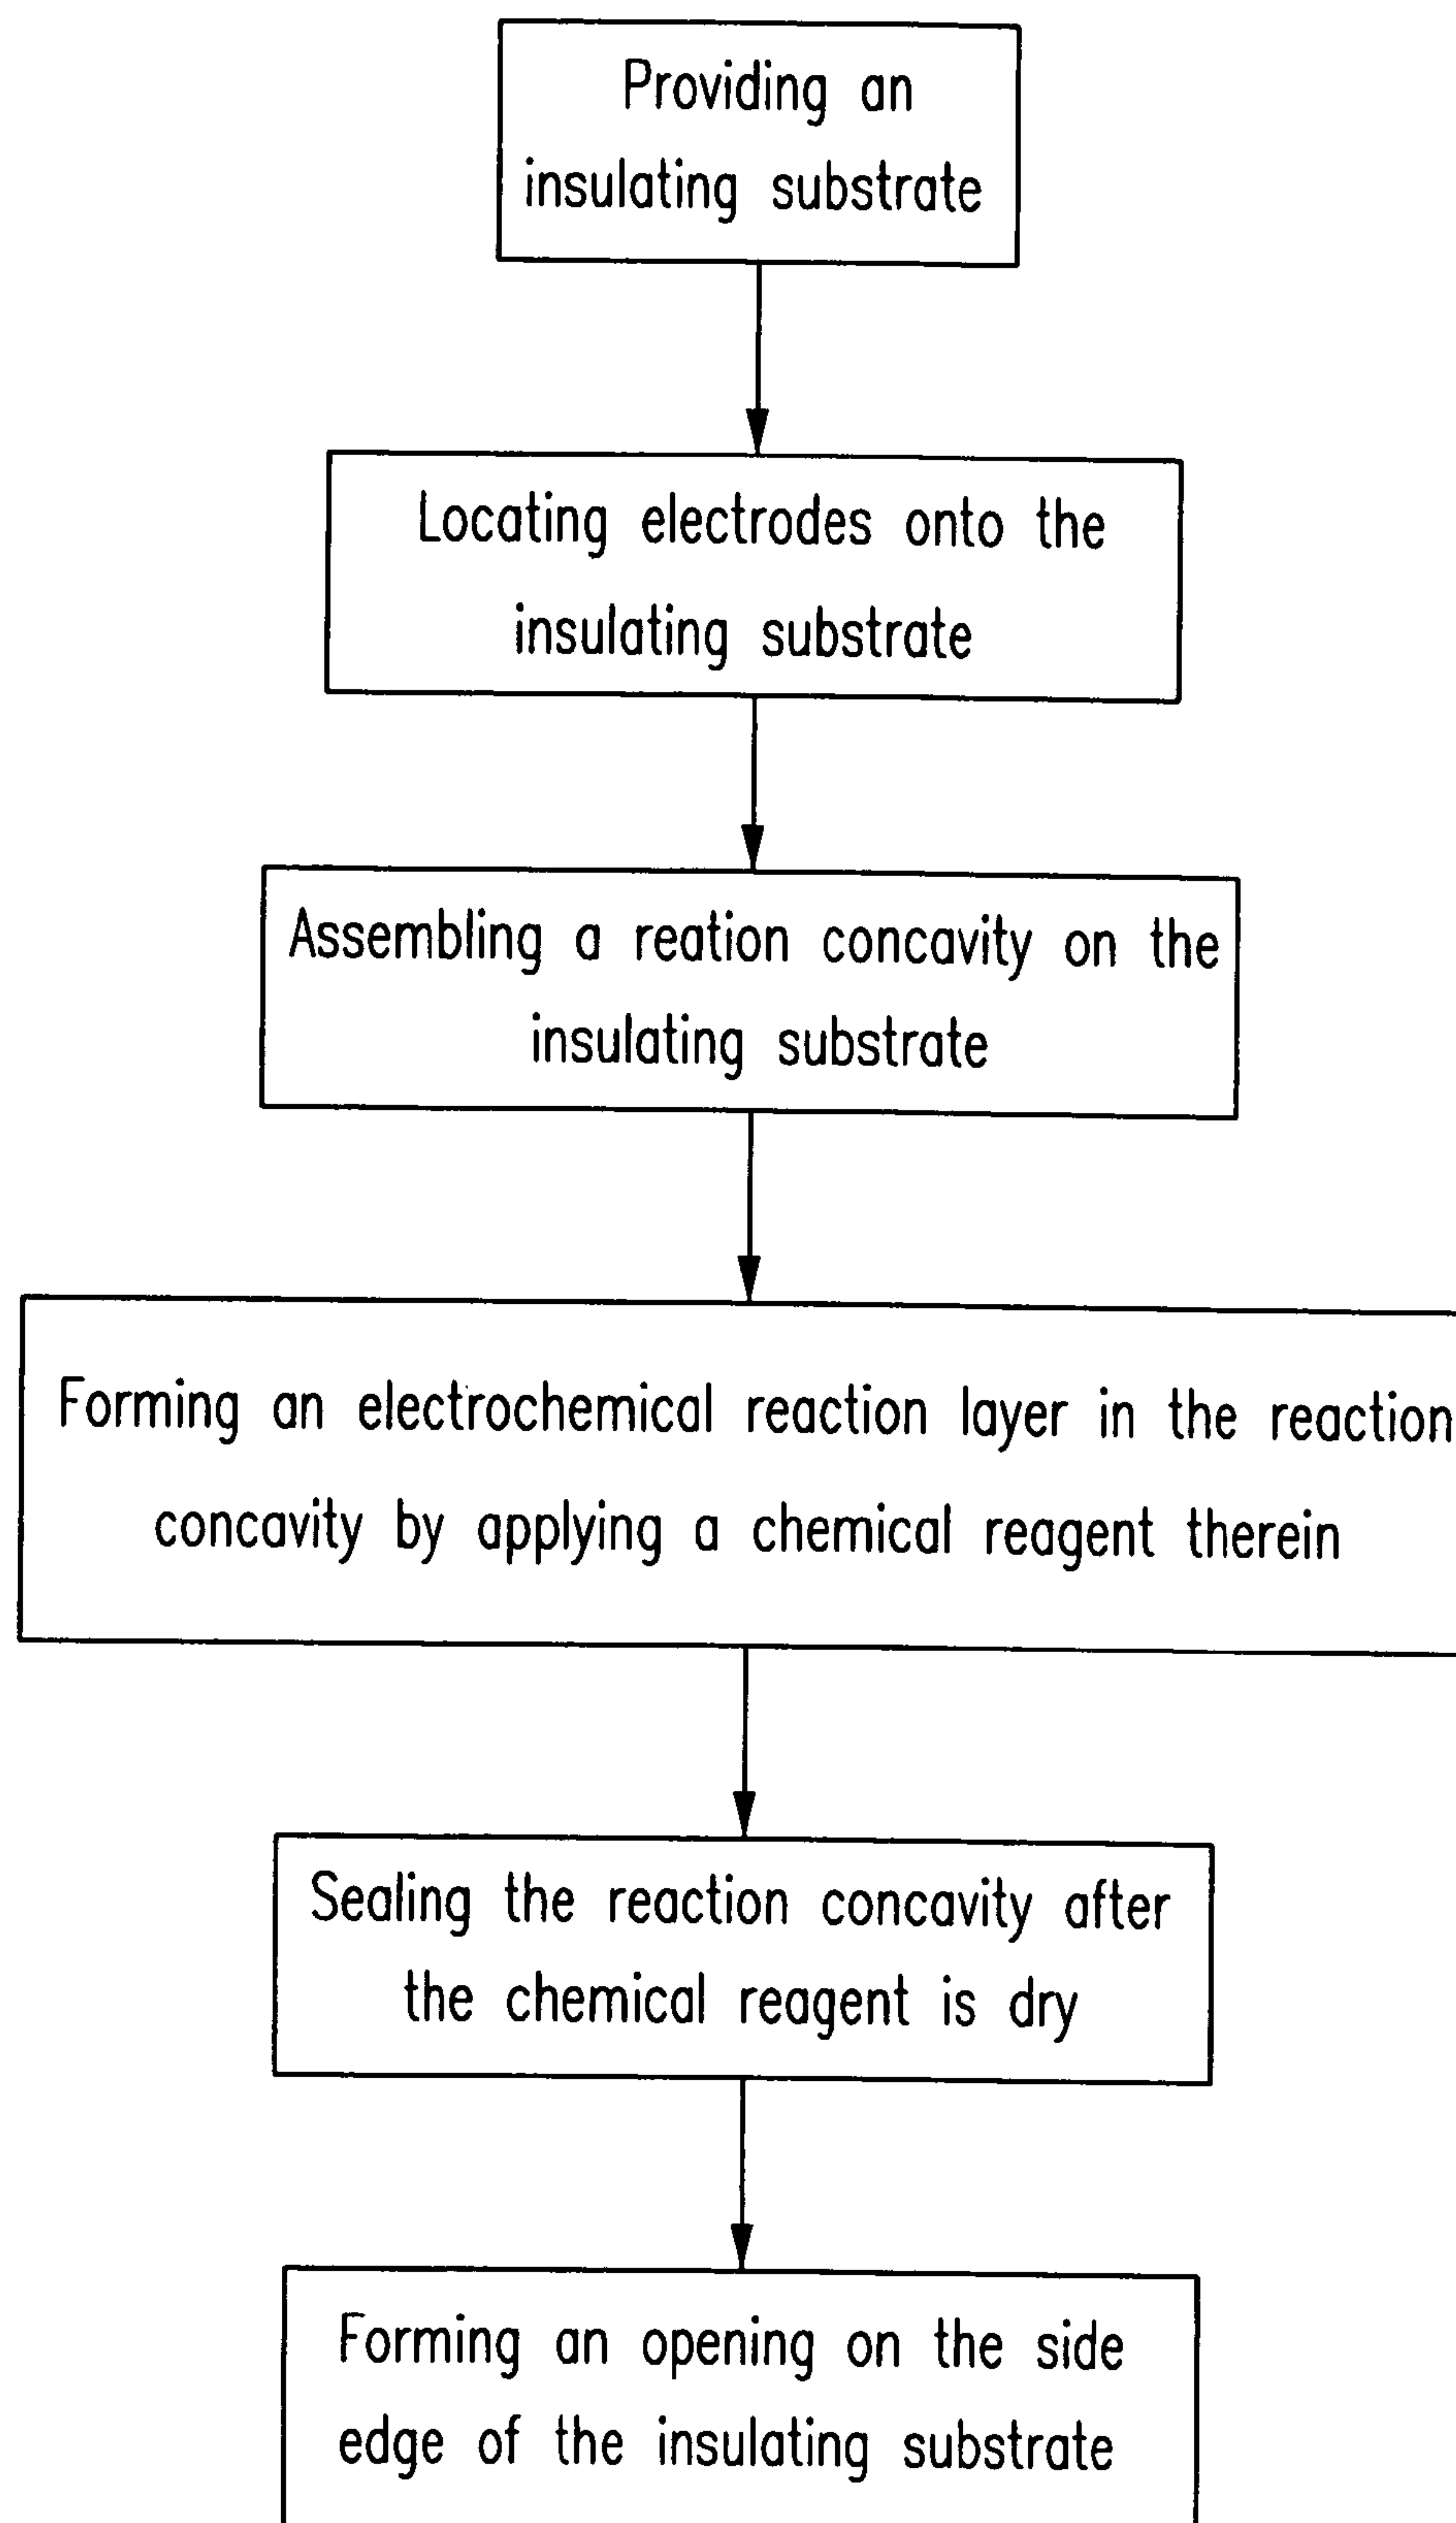 Providing an
insulating substrate
Locating electrodes onto the
insulating substrate
Assembling a reation concavity on the
insulating substrate
Forming an electrochemical reaction layer in the reaction
concavity by applying a chemical reagent therein
Sealing the reaction concavity after
the chemical reagent is dry
Forming an opening on the side
edge of the insulating substrate